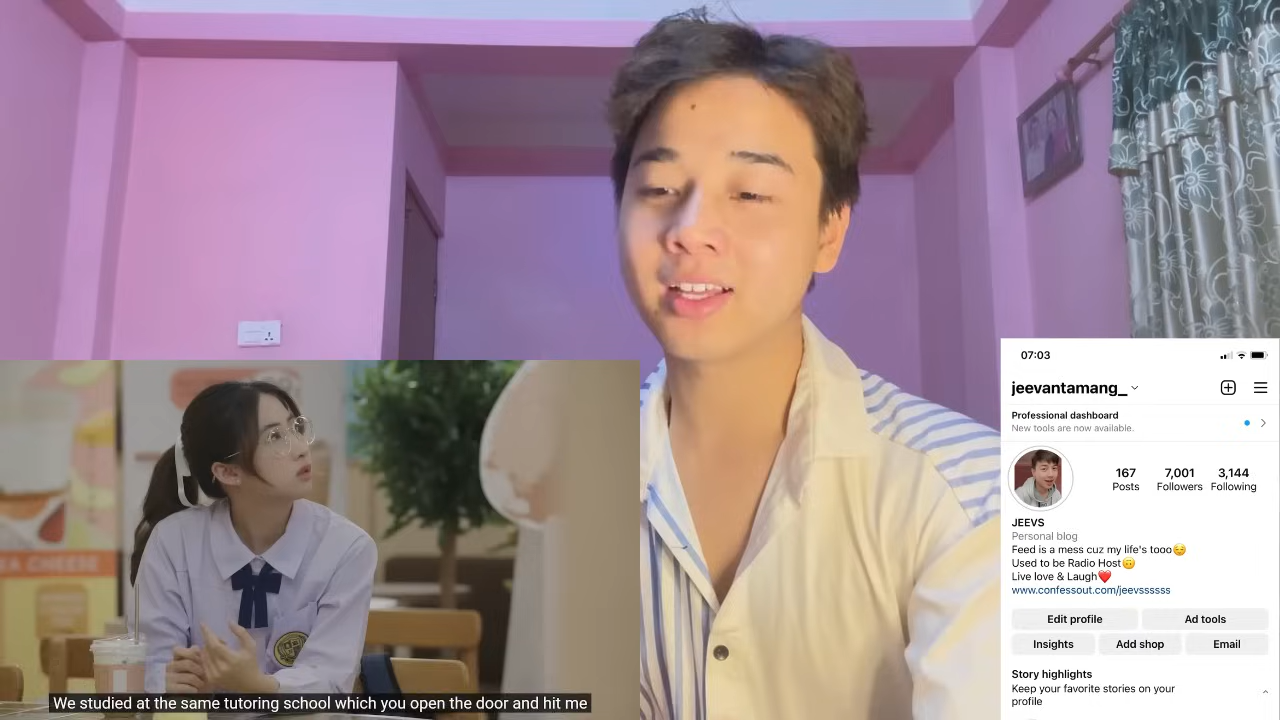 We studied at the same tutoring school which you open the door and hit me
07:03
jeevantamang_
Professional dashboard
New tools are now available.
167
7,001
3,144
Posts
Followers
Following
JEEVS
Personal blog
Feed is a mess cuz my life's tooo😔
Used to be Radio Host🙃
Live love & Laugh❤️
www.confessout.com/jeevssssss
Edit profile
Ad tools
Insights
Add shop
Email
Story highlights
Keep your favorite stories on your
profile